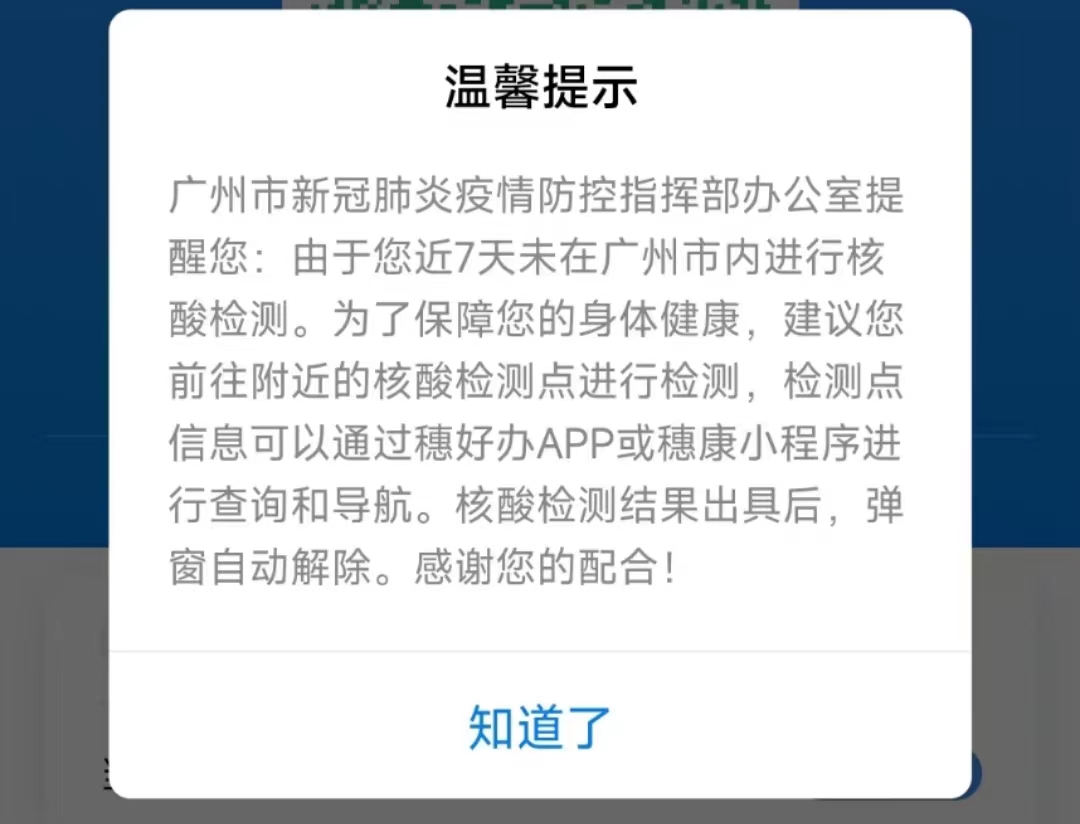 温馨提示
广州市新冠肺炎疫情防控指挥部办公室提
醒您：由于您近7天未在广州市内进行核
酸检测。为了保障您的身体健康，建议您
前往附近的核酸检测点进行检测，检测点
信息可以通过穗好办APP或穗康小程序进
行查询和导航。核酸检测结果出具后，弹
窗自动解除。感谢您的配合！
知道了